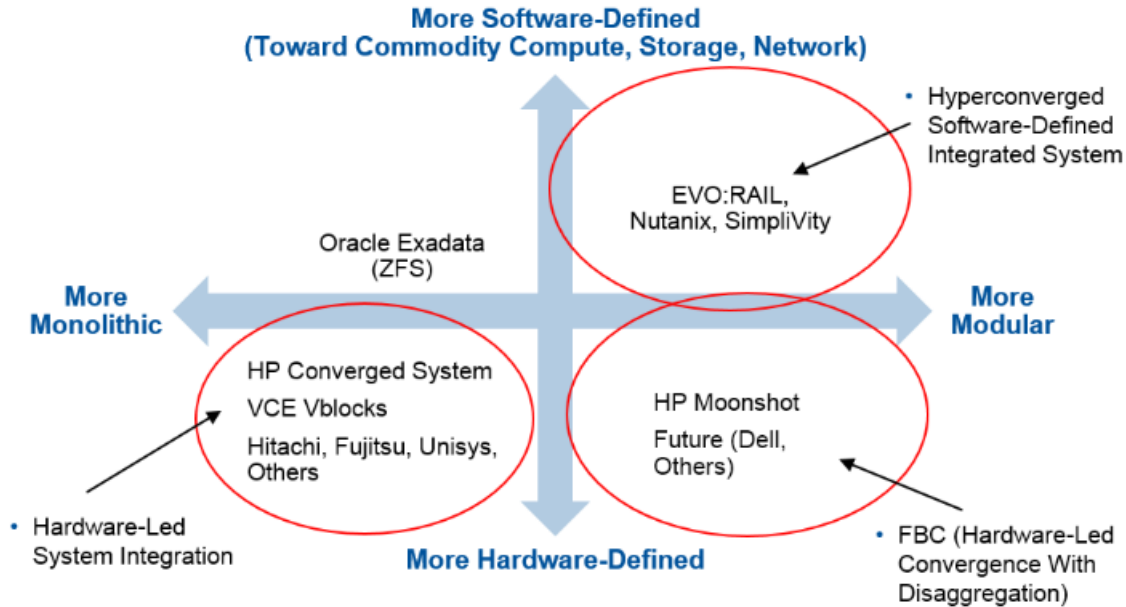 More Software-Defined
(Toward Commodity Compute, Storage, Network)
• Hyperconverged
Software-Defined
Integrated System
EVO:RAIL,
Nutanix, SimpliVity
Oracle Exadata
(ZFS)
More
Monolithic
More
Modular
HP Converged System
VCE Vblocks
Hitachi, Fujitsu, Unisys,
Others
HP Moonshot
Future (Dell,
Others)
• Hardware-Led
System Integration
More Hardware-Defined
• FBC (Hardware-Led
Convergence With
Disaggregation)